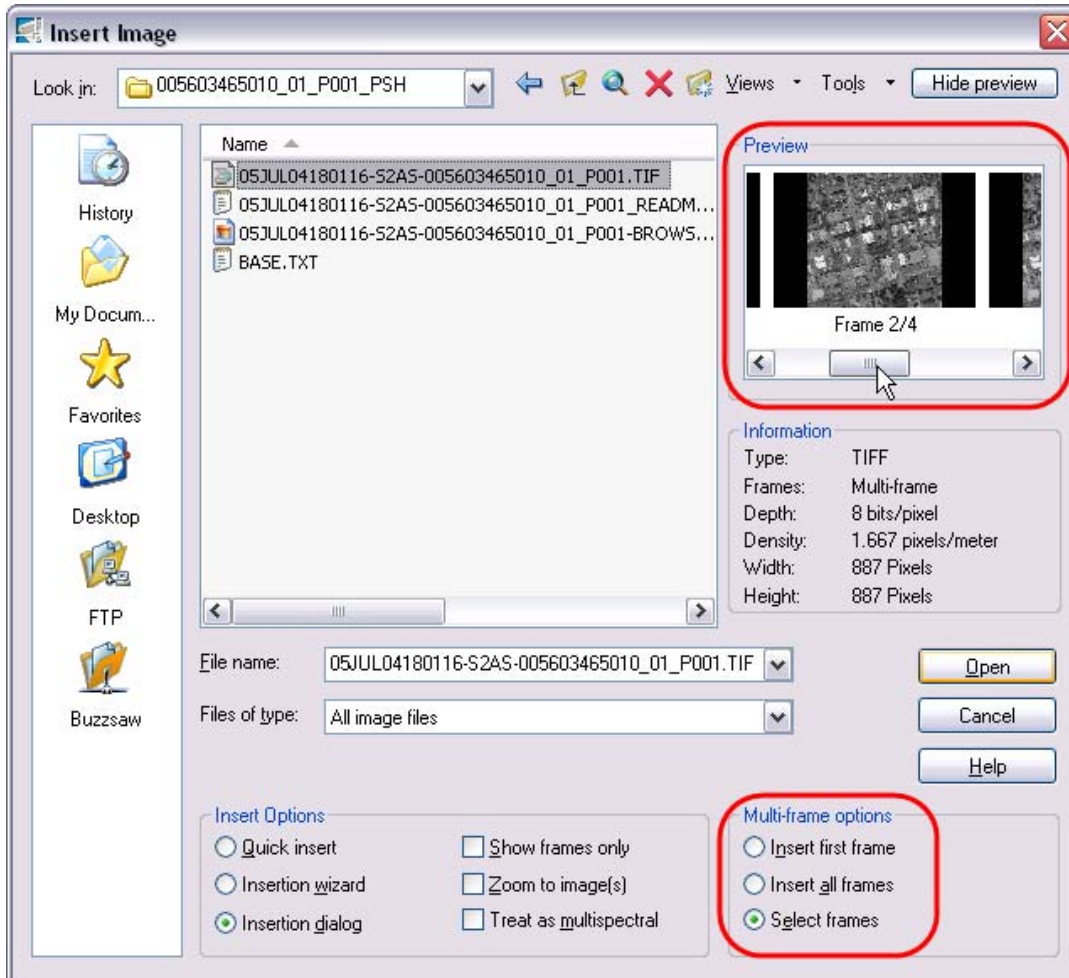 Insert Image
Look in: 005603465010_01_P001_PSH Views Tools Hide preview
History
My Docum...
Favorites
Desktop
FTP
Buzzsaw
Name
05JUL04180116-S2AS-005603465010_01_P001.TIF
05JUL04180116-S2AS-005603465010_01_P001_READM...
05JUL04180116-S2AS-005603465010_01_P001-BROWS...
BASE.TXT
Preview
Frame 2/4
Information
Type: TIFF
Frames: Multi-frame
Depth: 8 bits/pixel
Density: 1.667 pixels/meter
Width: 887 Pixels
Height: 887 Pixels
File name: 05JUL04180116-S2AS-005603465010_01_P001.TIF Open
Files of type: All image files Cancel
Help
Insert Options
Quick insert Show frames only
Insertion wizard Zoom to image(s)
Insertion dialog Treat as multispectral
Multi-frame options
Insert first frame
Insert all frames
Select frames